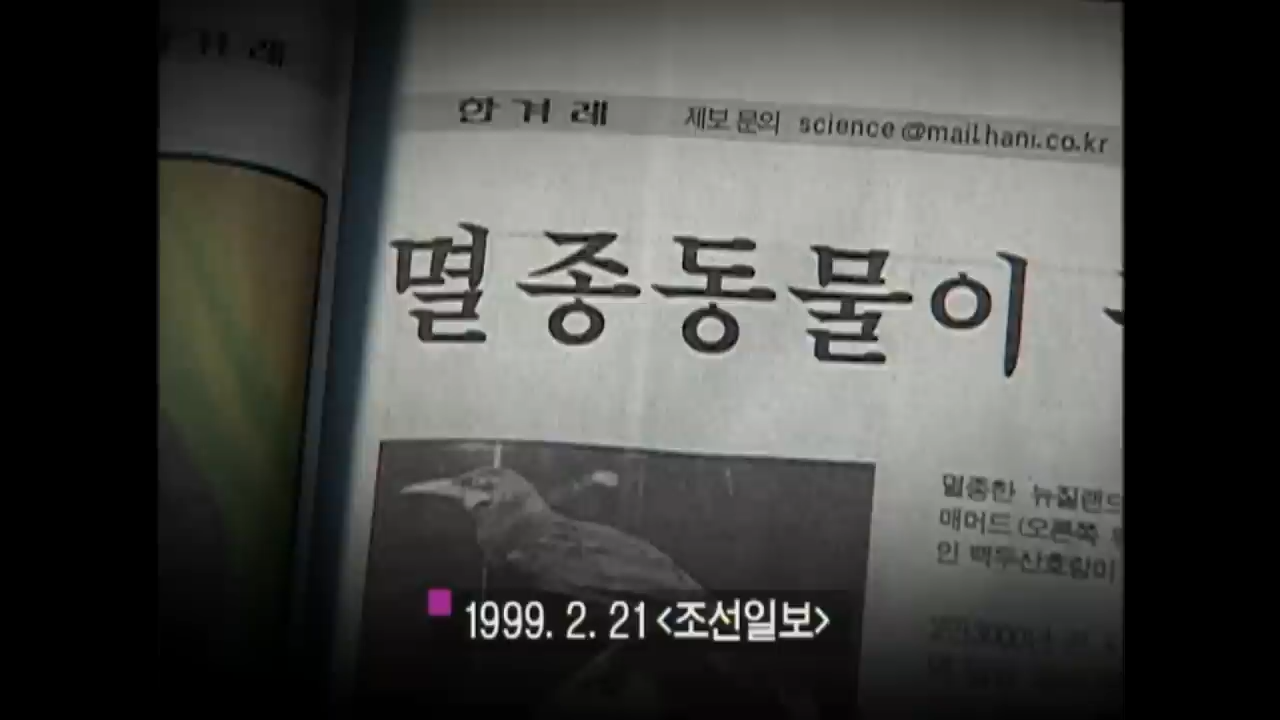 한겨레
제보 문의 science@mail.hani.co.kr
멸종동물이
멸종한 뉴질랜드
매머드(오른쪽
인 백두산호랑이
1999. 2. 21 <조선일보>